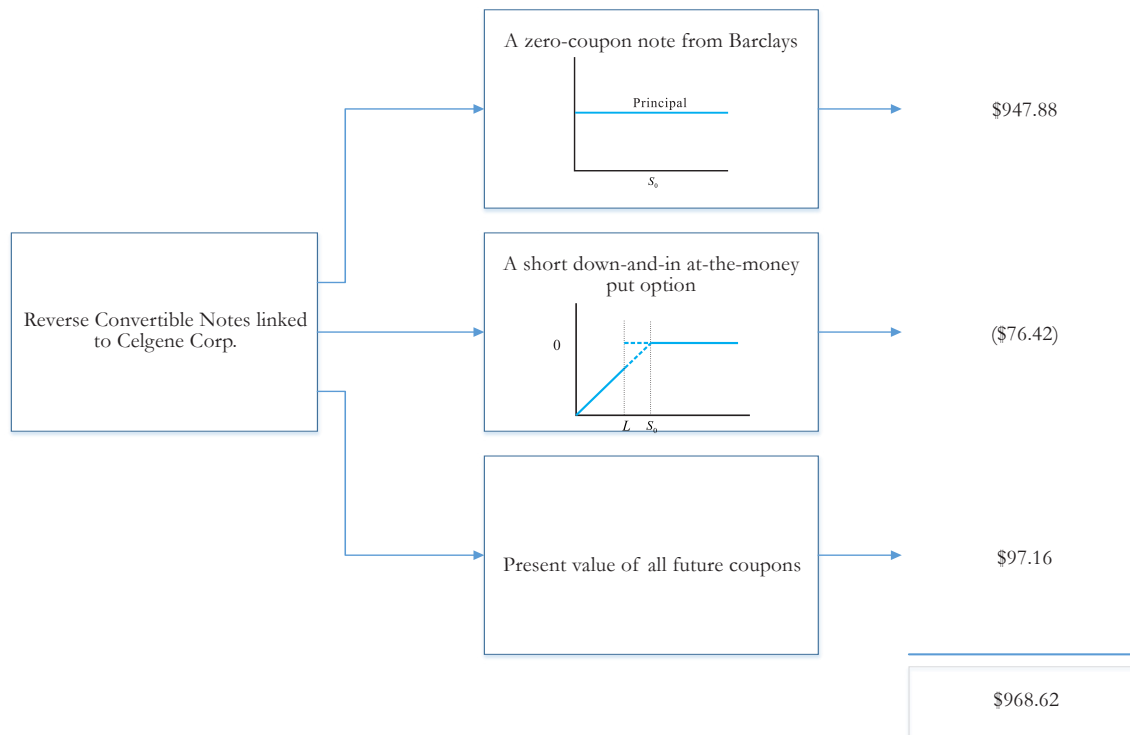 A zero-coupon note from Barclays
Principal
S₀
$947.88
Reverse Convertible Notes linked
to Celgene Corp.
A short down-and-in at-the-money
put option
0
L S₀
($76.42)
Present value of all future coupons
$97.16
$968.62